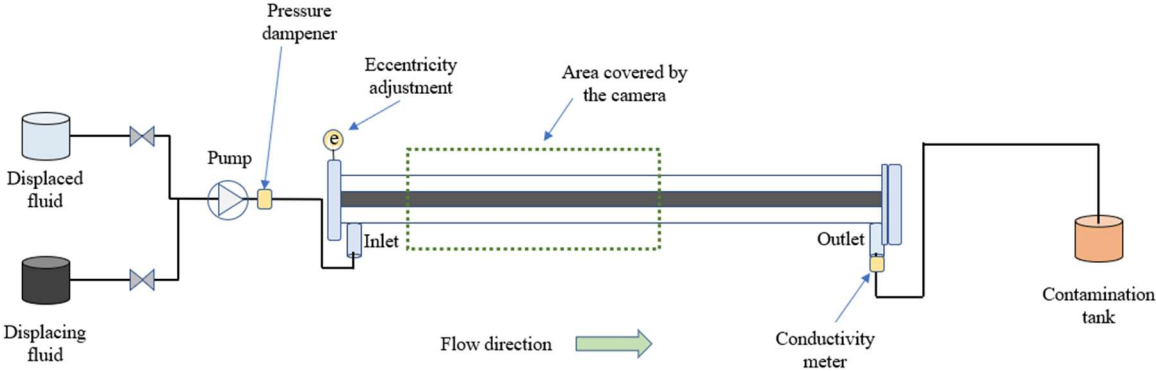 Pressure
dampener
Eccentricity
adjustment
Area covered by
the camera
e
Pump
Displaced
fluid
Inlet
Outlet
Displacing
fluid
Contamination
tank
Flow direction
Conductivity
meter